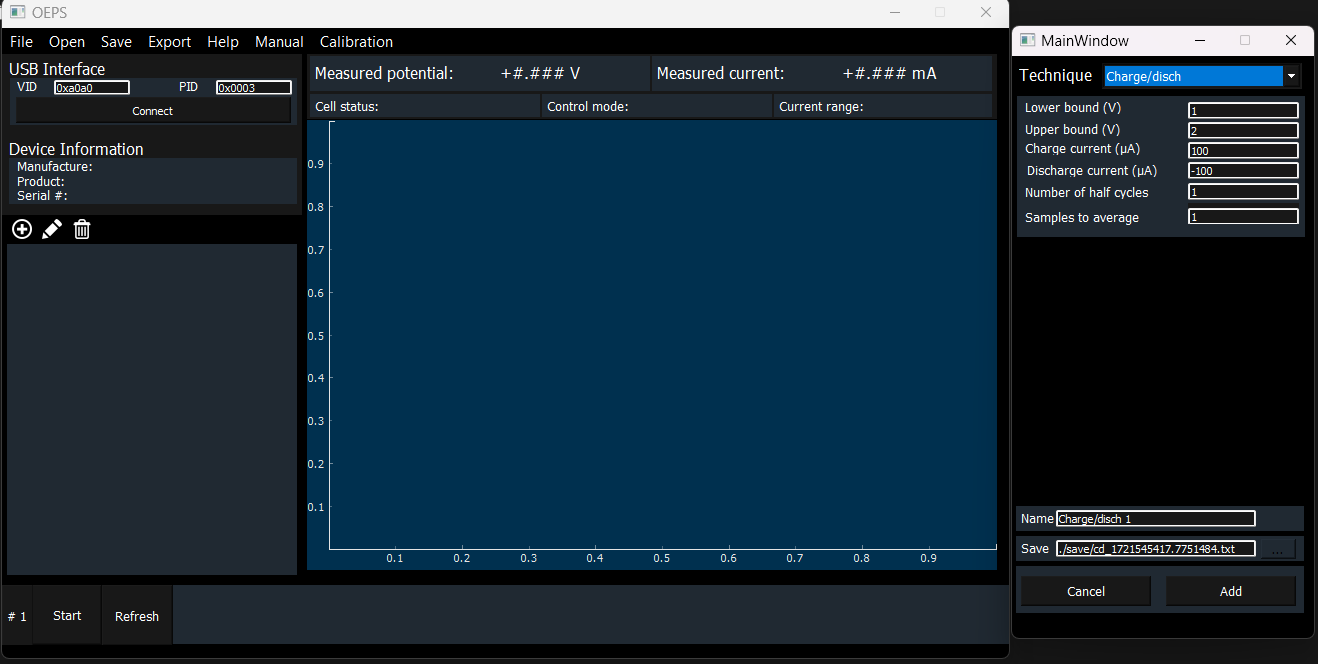 OEPS
File Open Save Export Help Manual Calibration
USB Interface
VID 0xa0a0 PID 0x0003
Connect
Device Information
Manufacture:
Product:
Serial #:
Measured potential: +#.### V Measured current: +#.### mA
Cell status: Control mode: Current range:
0.9
0.8
0.7
0.6
0.5
0.4
0.3
0.2
0.1
0.1 0.2 0.3 0.4 0.5 0.6 0.7 0.8 0.9
# 1 Start Refresh
MainWindow
Technique Charge/disch
Lower bound (V) 1
Upper bound (V) 2
Charge current (µA) 100
Discharge current (µA) -100
Number of half cycles 1
Samples to average 1
Name Charge/disch 1
Save ./save/cd_1721545417.7751484.txt ...
Cancel Add